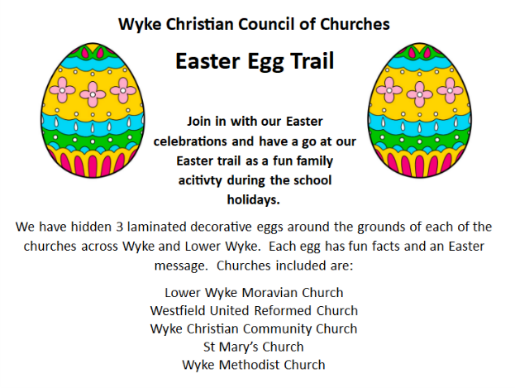 Wyke Christian Council of Churches
Easter Egg Trail
Join in with our Easter
celebrations and have a go at our
Easter trail as a fun family
acitivty during the school
holidays.
We have hidden 3 laminated decorative eggs around the grounds of each of the
churches across Wyke and Lower Wyke. Each egg has fun facts and an Easter
message. Churches included are:
Lower Wyke Moravian Church
Westfield United Reformed Church
Wyke Christian Community Church
St Mary's Church
Wyke Methodist Church